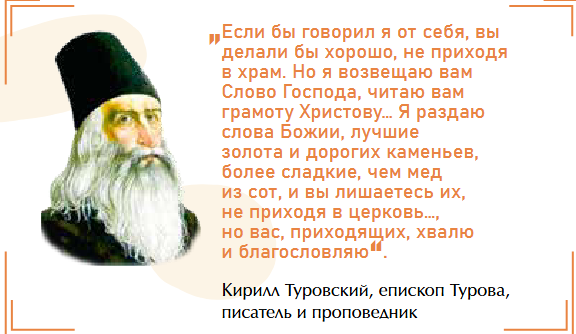 „Если бы говорил я от себя, вы
делали бы хорошо, не приходя
в храм. Но я возвещаю вам
Слово Господа, читаю вам
грамоту Христову... Я раздаю
слова Божии, лучшие
золота и дорогих каменьев,
более сладкие, чем мед
из сот, и вы лишаетесь их,
не приходя в церковь...,
но вас, приходящих, хвалю
и благословляю“.
Кирилл Туровский, епископ Турова,
писатель и проповедник